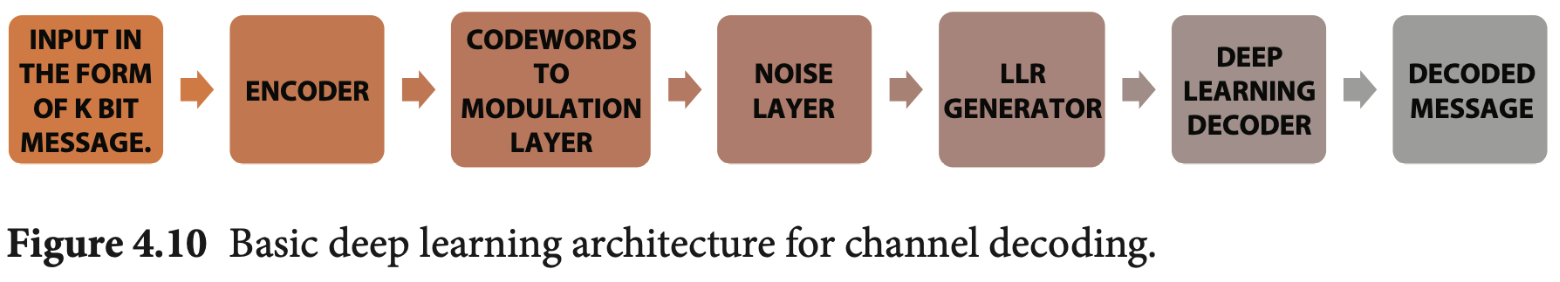 INPUT IN
THE FORM
OF K BIT
MESSAGE.
ENCODER
CODEWORDS
TO
MODULATION
LAYER
NOISE
LAYER
LLR
GENERATOR
DEEP
LEARNING
DECODER
DECODED
MESSAGE
Figure 4.10 Basic deep learning architecture for channel decoding.